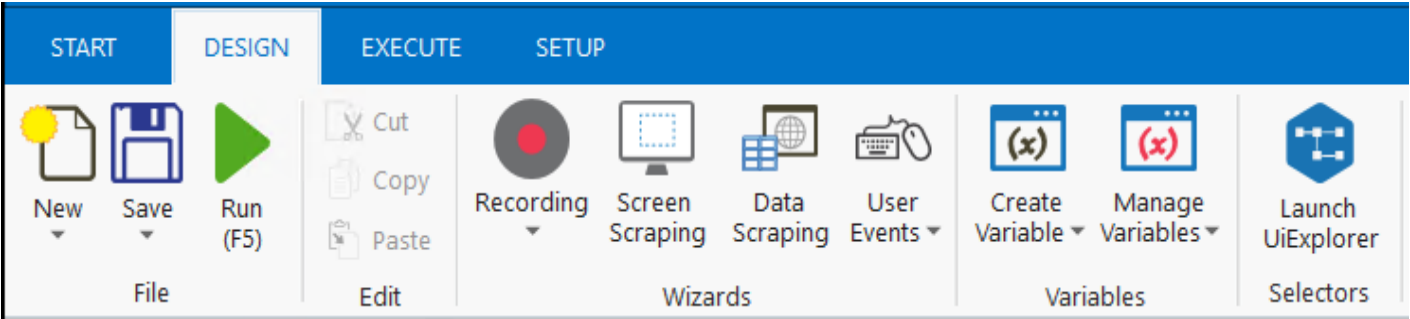 START DESIGN EXECUTE SETUP
New
Save
Run
(F5)
File
Cut
Copy
Paste
Edit
Recording
Screen
Scraping
Data
Scraping
User
Events
Wizards
Create
Variable
(x)
Manage
Variables
(x)
Variables
Launch
UiExplorer
Selectors